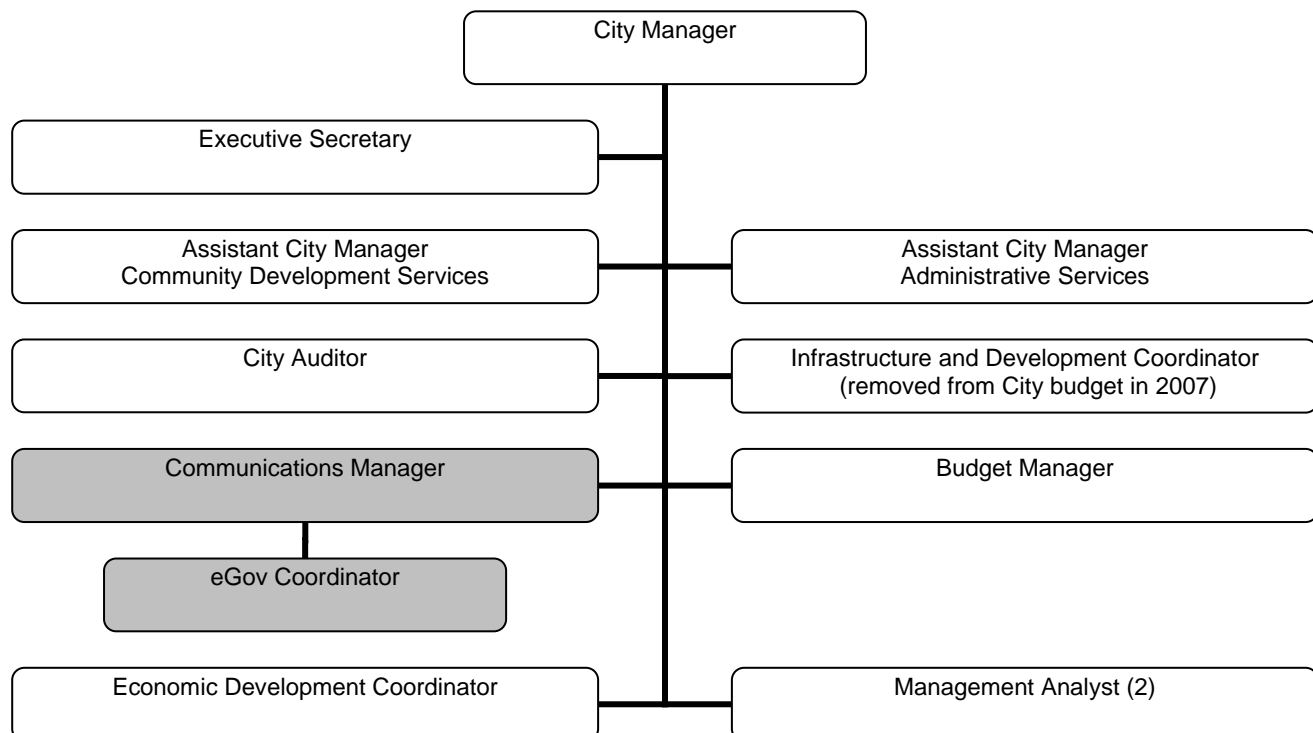 City Manager
Executive Secretary
Assistant City Manager
Community Development Services
Assistant City Manager
Administrative Services
City Auditor
Infrastructure and Development Coordinator
(removed from City budget in 2007)
Communications Manager
Budget Manager
eGov Coordinator
Economic Development Coordinator
Management Analyst (2)